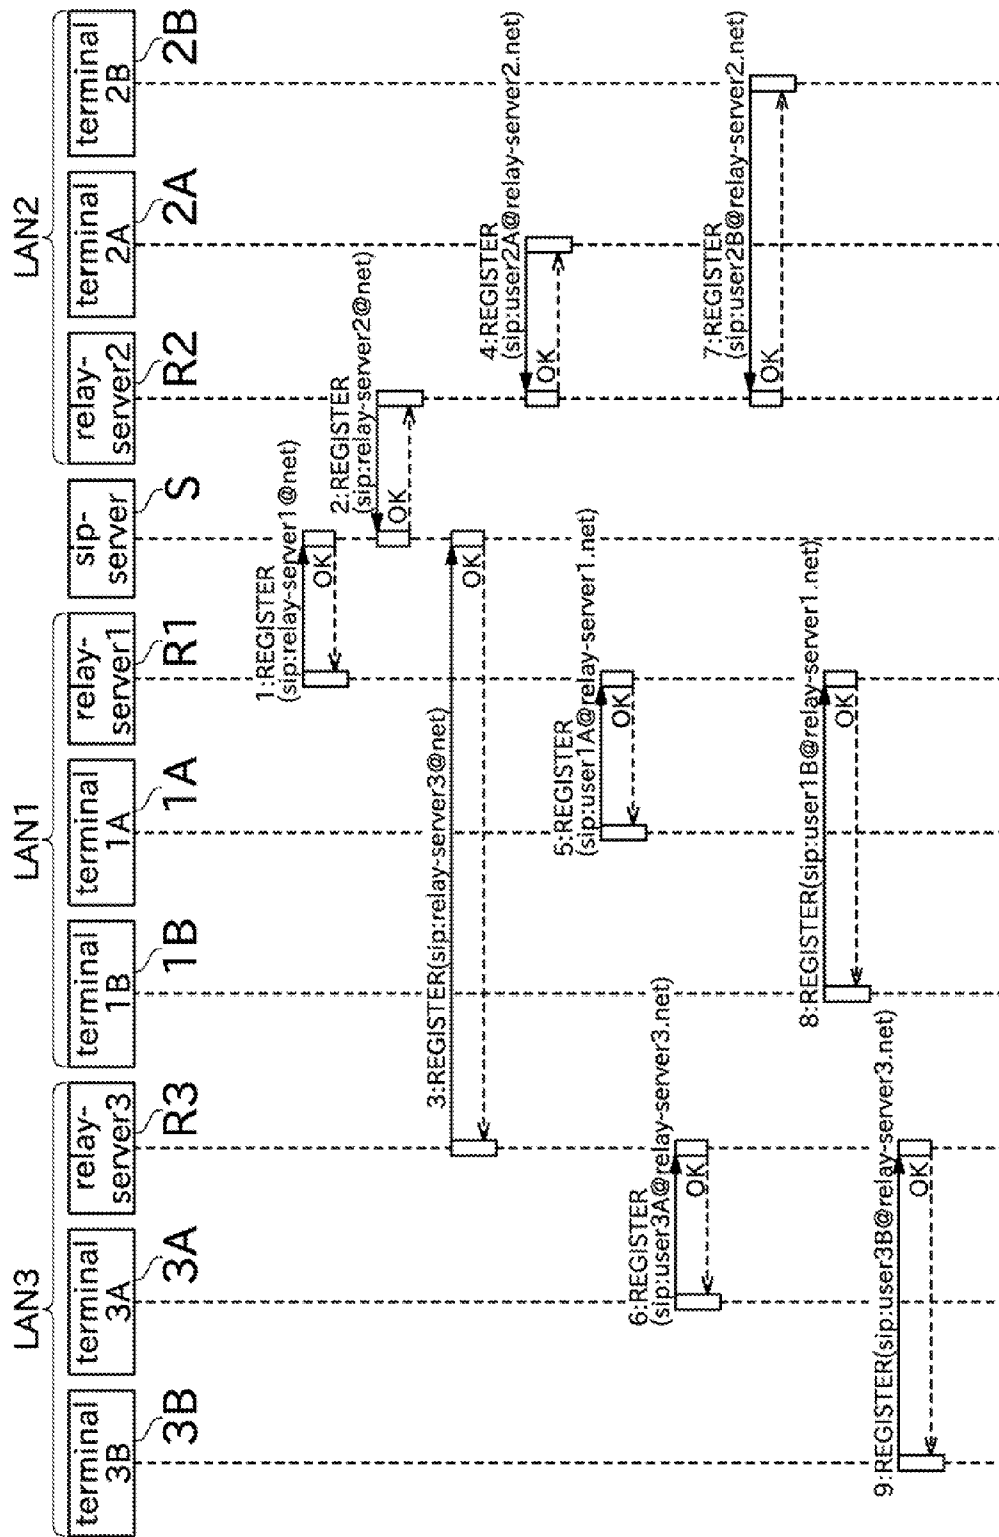 LAN3
LAN1
LAN2
terminal
3B
terminal
3A
relay-
server3
terminal
1B
terminal
1A
relay-
server1
sip-
server
relay-
server2
terminal
2A
terminal
2B
3B
3A
R3
1B
1A
R1
S
R2
2A
2B
1:REGISTER
(sip:relay-server1@net)
OK
2:REGISTER
(sip:relay-server2@net)
OK
3:REGISTER(sip:relay-server3@net)
OK
4:REGISTER
(sip:user2A@relay-server2.net)
OK
5:REGISTER
(sip:user1A@relay-server1.net)
OK
6:REGISTER
(sip:user3A@relay-server3.net)
OK
7:REGISTER
(sip:user2B@relay-server2.net)
OK
8:REGISTER(sip:user1B@relay-server1.net)
OK
9:REGISTER(sip:user3B@relay-server3.net)
OK